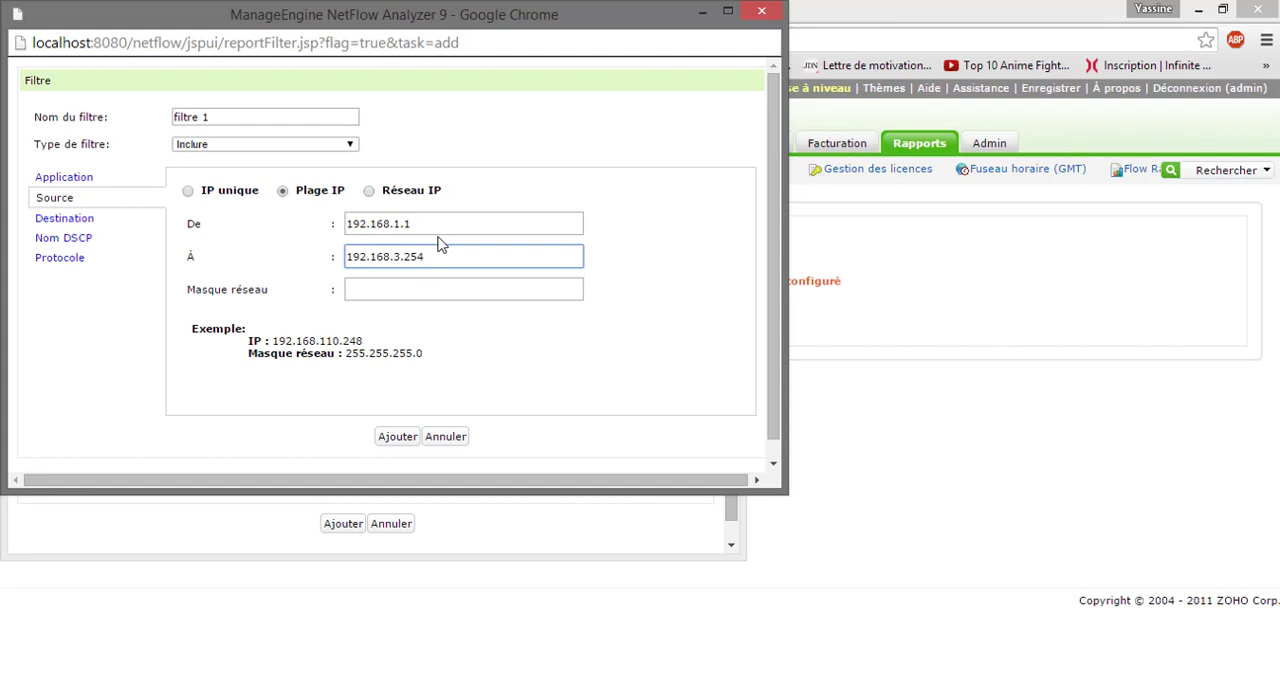 ManageEngine NetFlow Analyzer 9 - Google Chrome
Yassine
localhost:8080/netflow/jspui/reportFilter.jsp?flag=true&task=add
ABP
JDN Lettre de motivation...
Top 10 Anime Fight...
Inscription | Infinite ...
»
Filtre
se à niveau | Thèmes | Aide | Assistance | Enregistrer | À propos | Déconnexion (admin)
Nom du filtre: filtre 1
Type de filtre: Inclure
Facturation Rapports Admin
Gestion des licences Fuseau horaire (GMT) Flow R Rechercher
Application
Source
Destination
Nom DSCP
Protocole
IP unique Plage IP Réseau IP
De : 192.168.1.1
À : 192.168.3.254
Masque réseau :
configuré
Exemple:
IP : 192.168.110.248
Masque réseau : 255.255.255.0
Ajouter Annuler
Ajouter Annuler
Copyright © 2004 - 2011 ZOHO Corp.